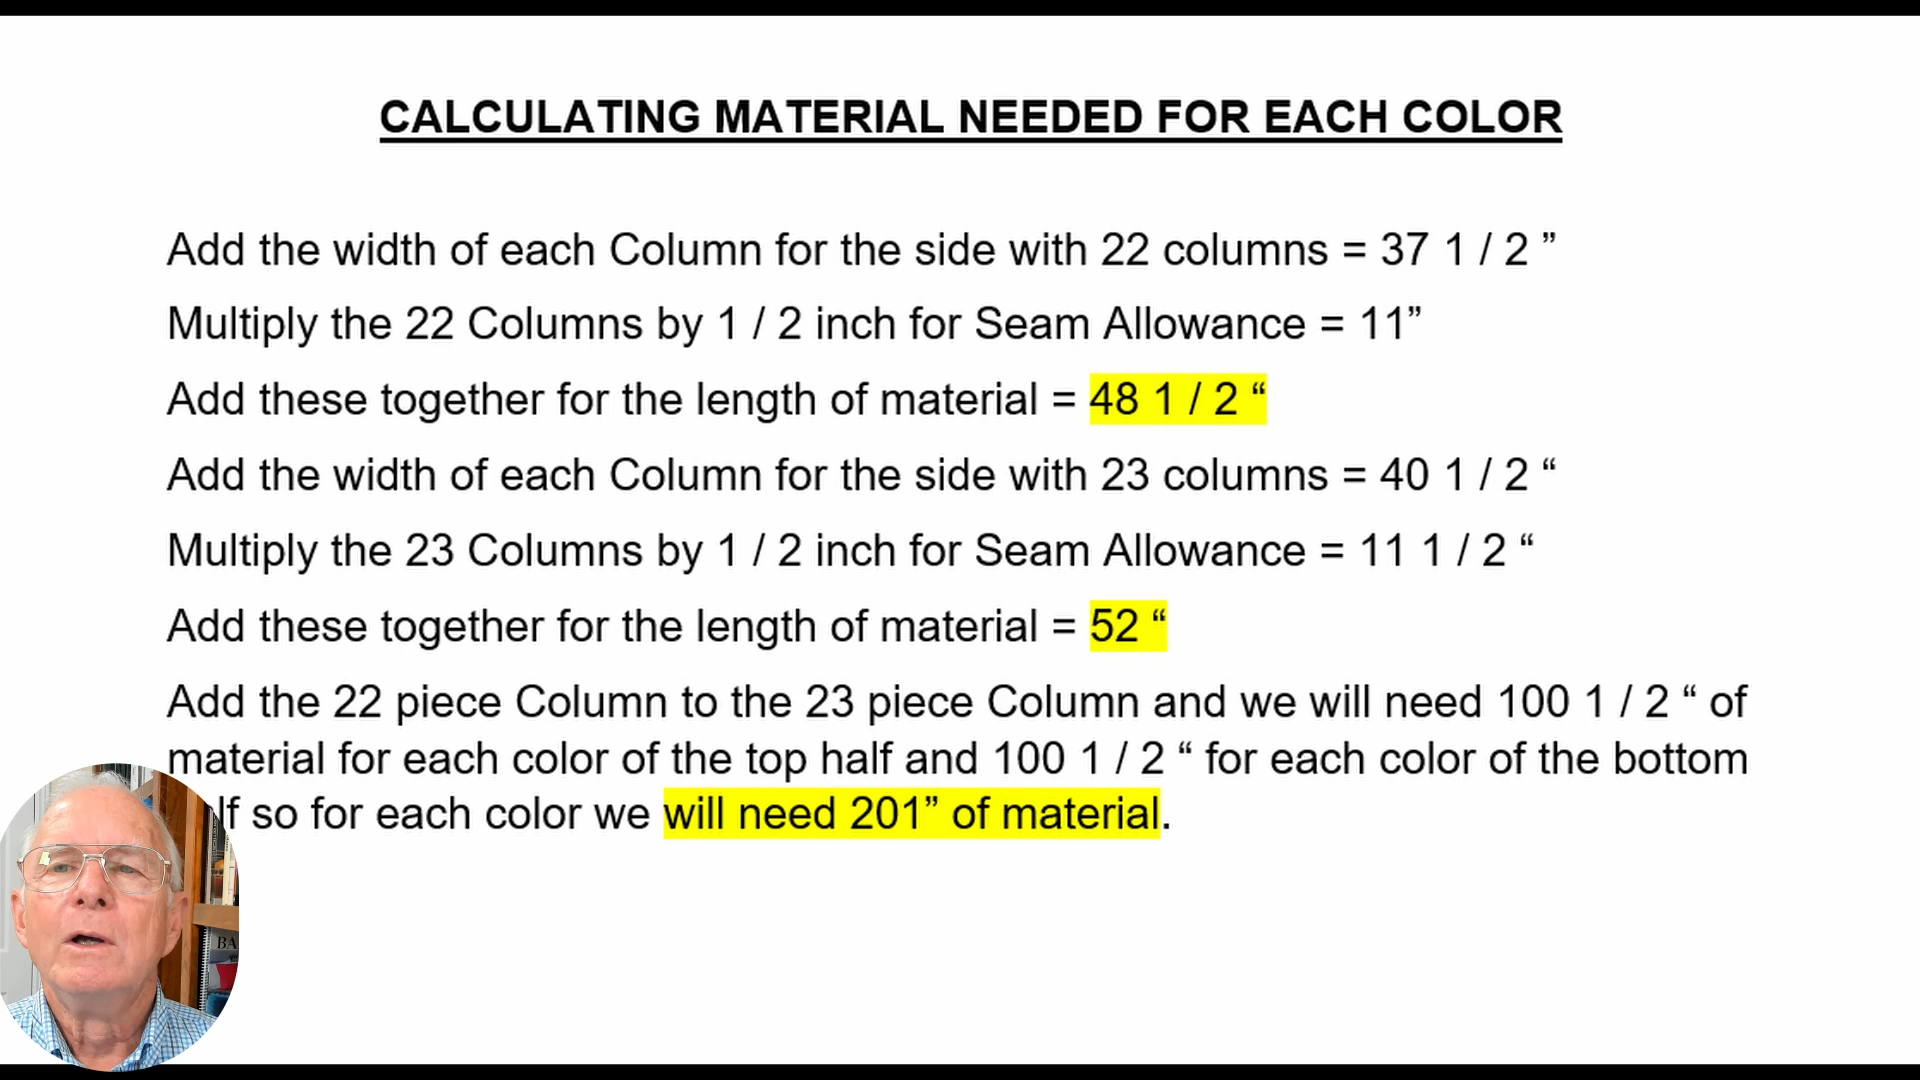 CALCULATING MATERIAL NEEDED FOR EACH COLOR
Add the width of each Column for the side with 22 columns = 37 1 / 2 ”
Multiply the 22 Columns by 1 / 2 inch for Seam Allowance = 11”
Add these together for the length of material = 48 1 / 2 “
Add the width of each Column for the side with 23 columns = 40 1 / 2 “
Multiply the 23 Columns by 1 / 2 inch for Seam Allowance = 11 1 / 2 “
Add these together for the length of material = 52 “
Add the 22 piece Column to the 23 piece Column and we will need 100 1 / 2 “ of
material for each color of the top half and 100 1 / 2 “ for each color of the bottom
lf so for each color we will need 201” of material.
BA